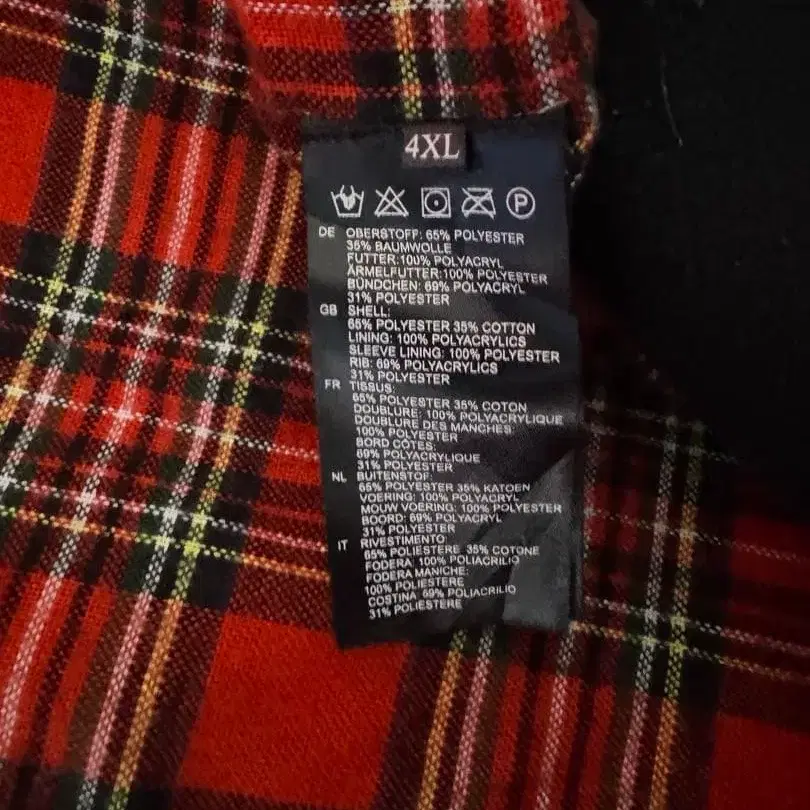 4XL
P
DE OBERSTOFF: 65% POLYESTER
35% BAUMWOLLE
FUTTER:100% POLYACRYL
ÄRMELFUTTER:100% POLYESTER
BÜNDCHEN: 69% POLYACRYL
31% POLYESTER
GB SHELL:
65% POLYESTER 35% COTTON
LINING: 100% POLYACRYLICS
SLEEVE LINING: 100% POLYESTER
RIB: 69% POLYACRYLICS
31% POLYESTER
FR TISSUS:
65% POLYESTER 35% COTON
DOUBLURE: 100% POLYACRYLIQUE
DOUBLURE DES MANCHES:
100% POLYESTER
BORD CÔTES:
69% POLYACRYLIQUE
31% POLYESTER
NL BUITENSTOF:
65% POLYESTER 35% KATOEN
VOERING: 100% POLYACRYL
MOUW VOERING: 100% POLYESTER
BOORD: 69% POLYACRYL
31% POLYESTER
IT RIVESTIMENTO:
65% POLIESTERE 35% COTONE
FODERA: 100% POLIACRILIO
FODERA MANICHE:
100% POLIESTERE
COSTINA: 69% POLIACRILIO
31% POLIESTERE